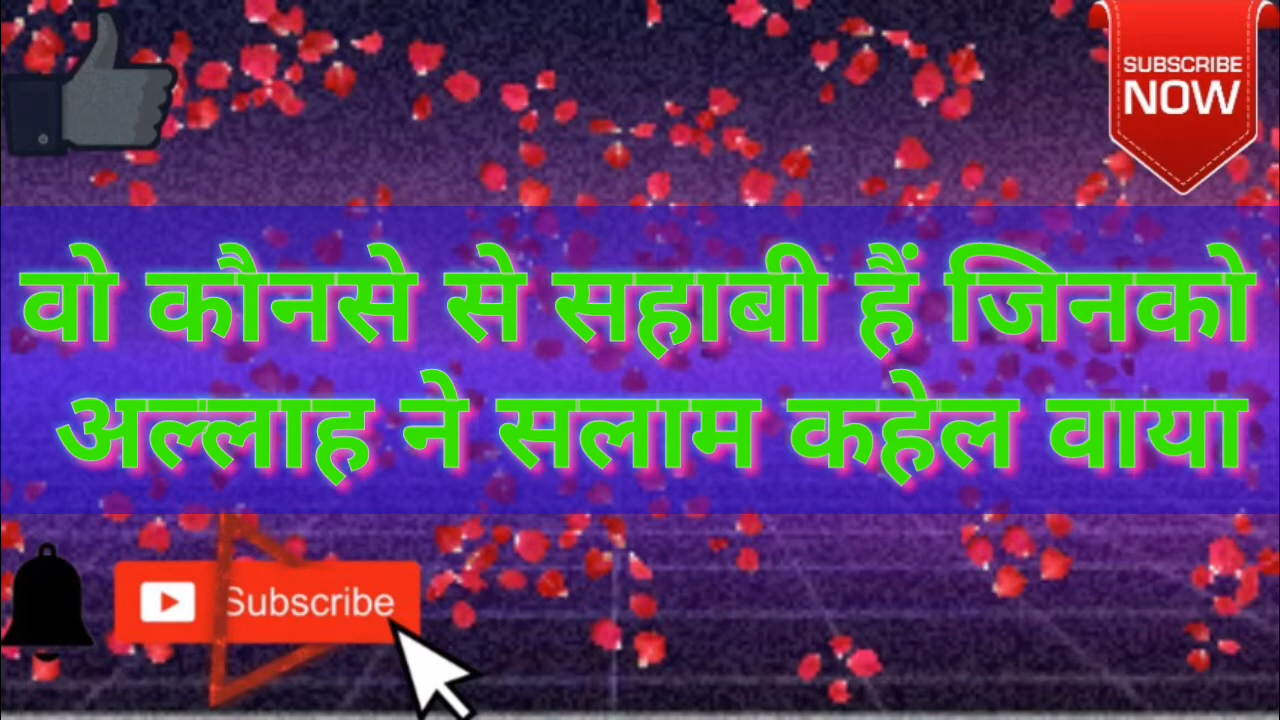 SUBSCRIBE
NOW
वो कौनसे से सहाबी हैं जिनको
अल्लाह ने सलाम कहेल वाया
Subscribe